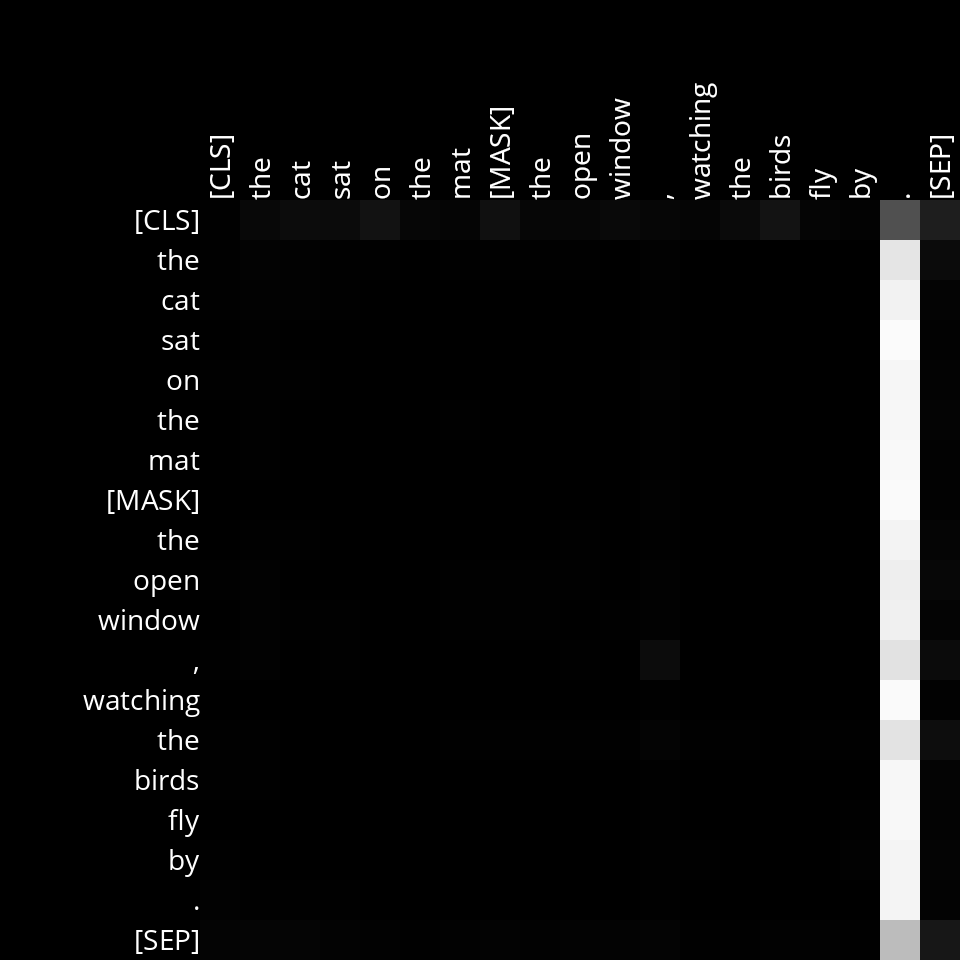 [CLS] the cat sat on the mat [MASK] the open window , watching the birds fly by . [SEP]
[CLS]
the
cat
sat
on
the
mat
[MASK]
the
open
window
,
watching
the
birds
fly
by
.
[SEP]